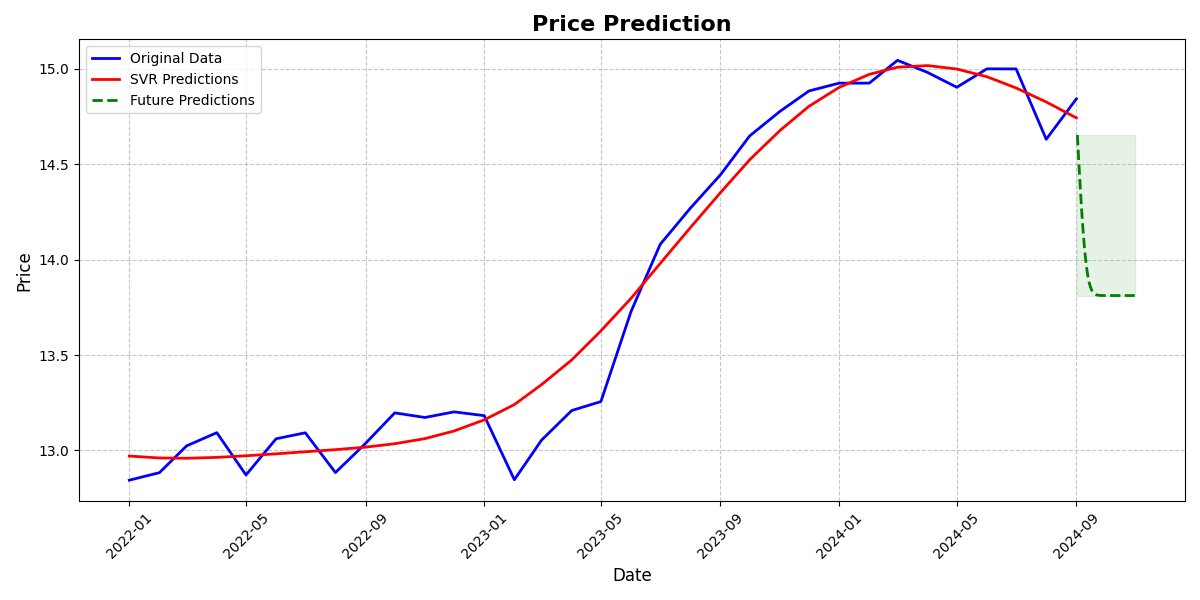 Price Prediction
Original Data
SVR Predictions
Future Predictions
Price
15.0
14.5
14.0
13.5
13.0
2022-01
2022-05
2022-09
2023-01
2023-05
2023-09
2024-01
2024-05
2024-09
Date